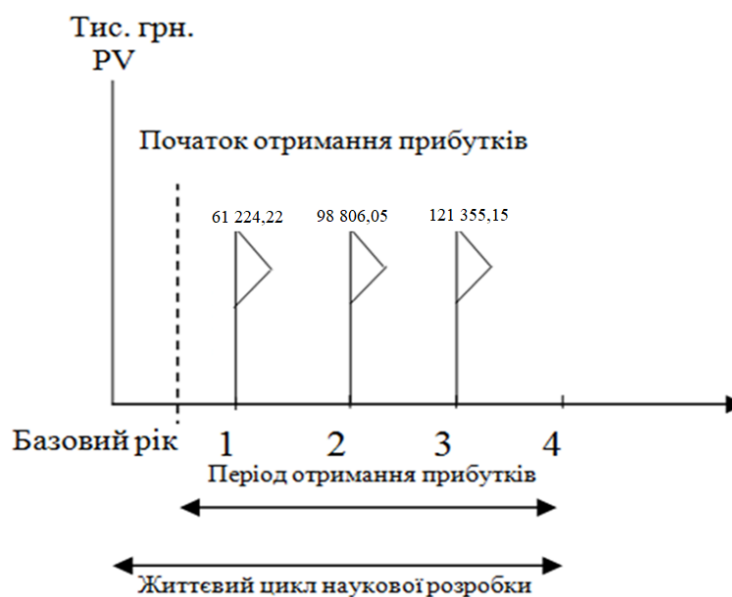 Тис. грн.
PV
Початок отримання прибутків
61 224,22 98 806,05 121 355,15
Базовий рік 1 2 3 4
Період отримання прибутків
Життєвий цикл наукової розробки